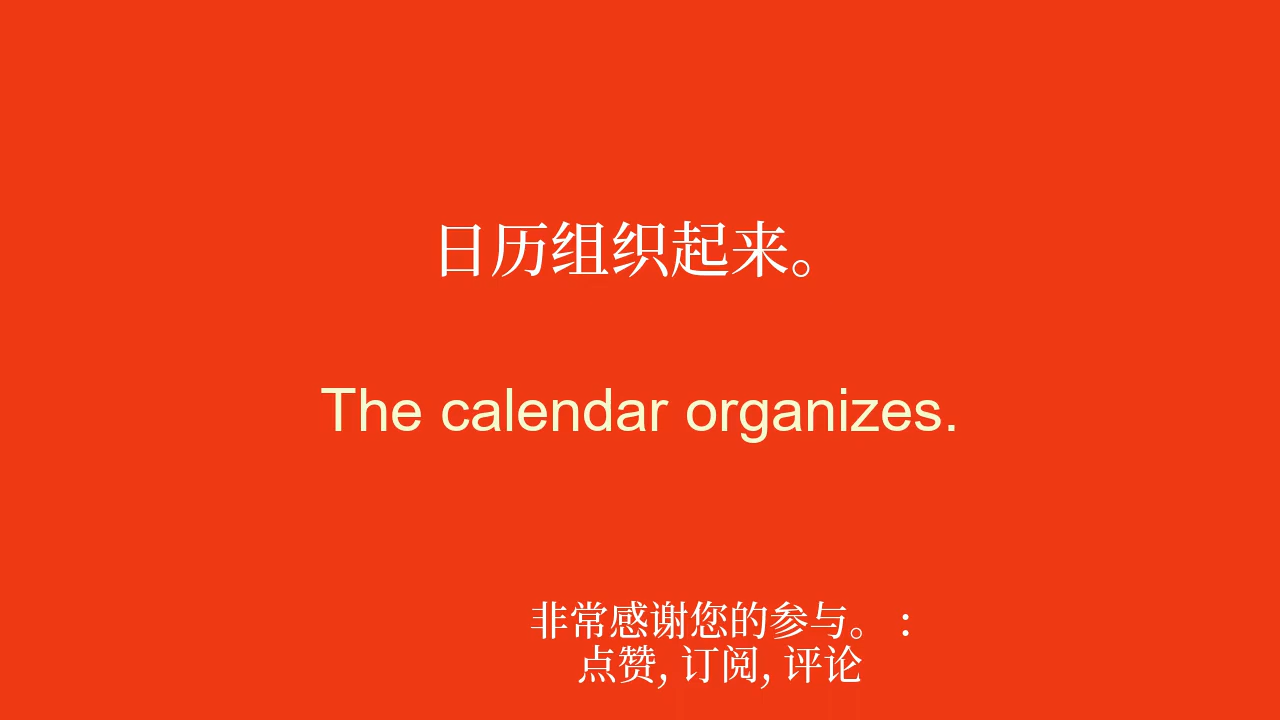 日历组织起来。
The calendar organizes.
非常感谢您的参与。 :
点赞, 订阅, 评论